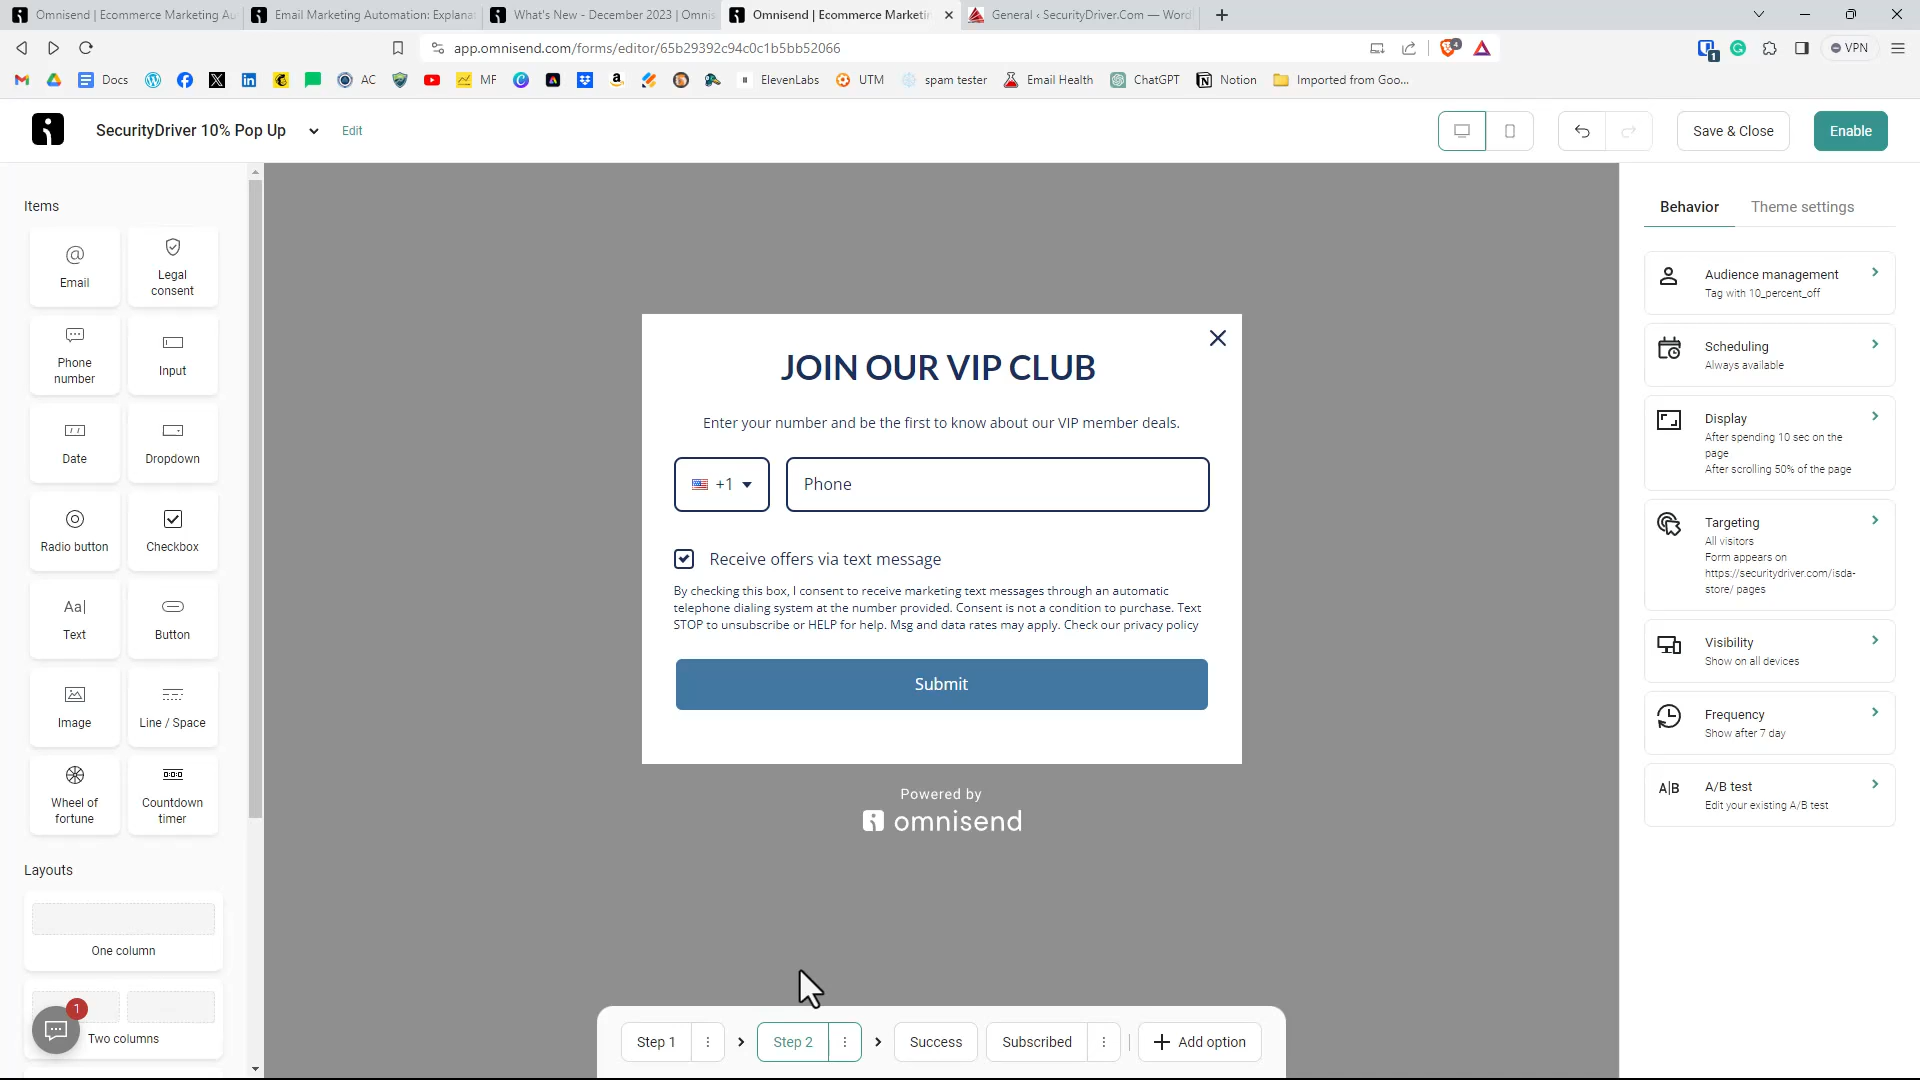 Omnisend | Ecommerce Marketing Au
Email Marketing Automation: Explana
What's New - December 2023 | Omnis
Omnisend | Ecommerce Marketin
General ‹ SecurityDriver.Com — Word
app.omnisend.com/forms/editor/65b29392c94c0c1b5bb52066
4
1
VPN
Docs
AC
MF
ElevenLabs
UTM
spam tester
Email Health
ChatGPT
Notion
Imported from Goo...
SecurityDriver 10% Pop Up
Edit
Save & Close
Enable
Items
Email
Legal
consent
Phone
number
Input
Date
Dropdown
Radio button
Checkbox
Aa|
Text
Button
Image
Line / Space
Wheel of
fortune
Countdown
timer
Layouts
One column
Two columns
1
JOIN OUR VIP CLUB
Enter your number and be the first to know about our VIP member deals.
+1
Phone
Receive offers via text message
By checking this box, I consent to receive marketing text messages through an automatic
telephone dialing system at the number provided. Consent is not a condition to purchase. Text
STOP to unsubscribe or HELP for help. Msg and data rates may apply. Check our privacy policy
Submit
Powered by
omnisend
Step 1
Step 2
Success
Subscribed
Add option
Behavior
Theme settings
Audience management
Tag with 10_percent_off
Scheduling
Always available
Display
After spending 10 sec on the
page
After scrolling 50% of the page
Targeting
All visitors
Form appears on
https://securitydriver.com/isda-
store/ pages
Visibility
Show on all devices
Frequency
Show after 7 day
A|B
A/B test
Edit your existing A/B test